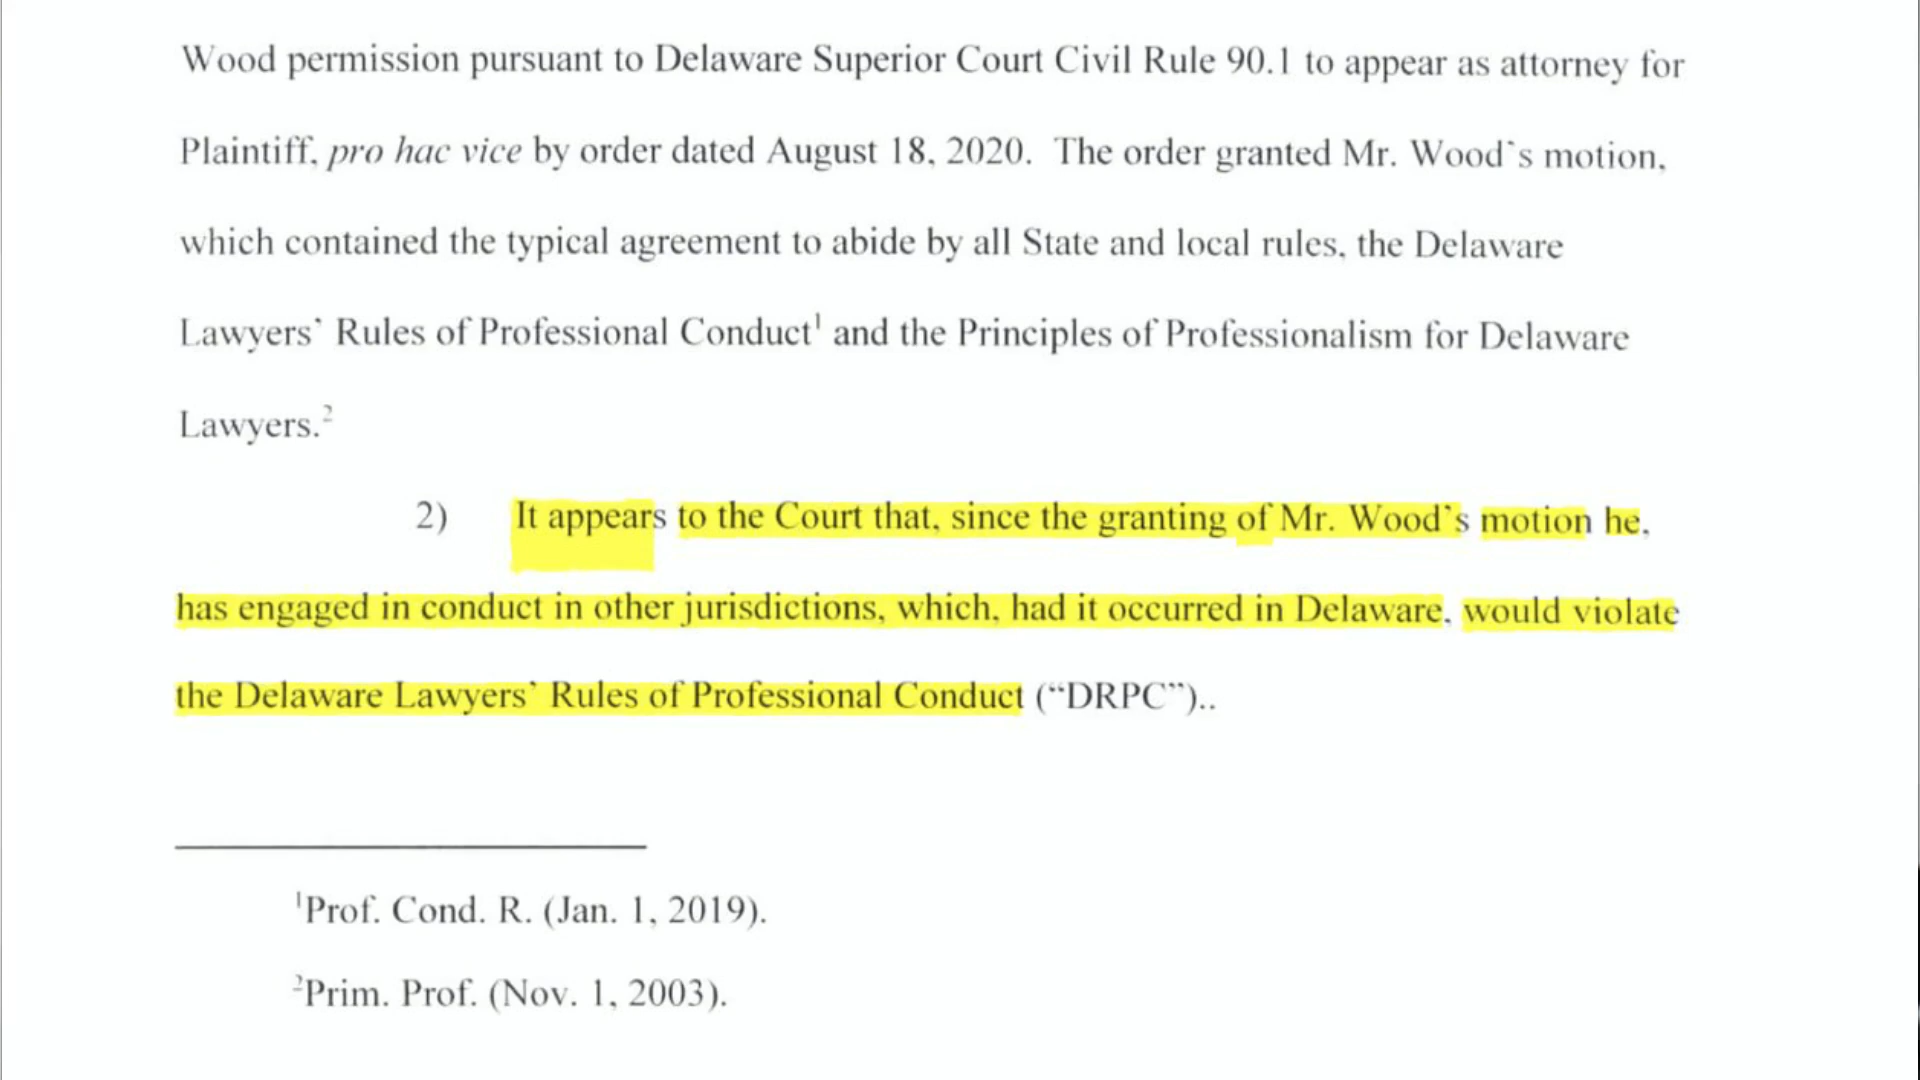 Wood permission pursuant to Delaware Superior Court Civil Rule 90.1 to appear as attorney for
Plaintiff, pro hac vice by order dated August 18, 2020. The order granted Mr. Wood's motion,
which contained the typical agreement to abide by all State and local rules, the Delaware
Lawyers' Rules of Professional Conduct¹ and the Principles of Professionalism for Delaware
Lawyers.²
2) It appears to the Court that, since the granting of Mr. Wood's motion he,
has engaged in conduct in other jurisdictions, which, had it occurred in Delaware, would violate
the Delaware Lawyers' Rules of Professional Conduct (“DRPC”)..
¹Prof. Cond. R. (Jan. 1, 2019).
²Prim. Prof. (Nov. 1, 2003).